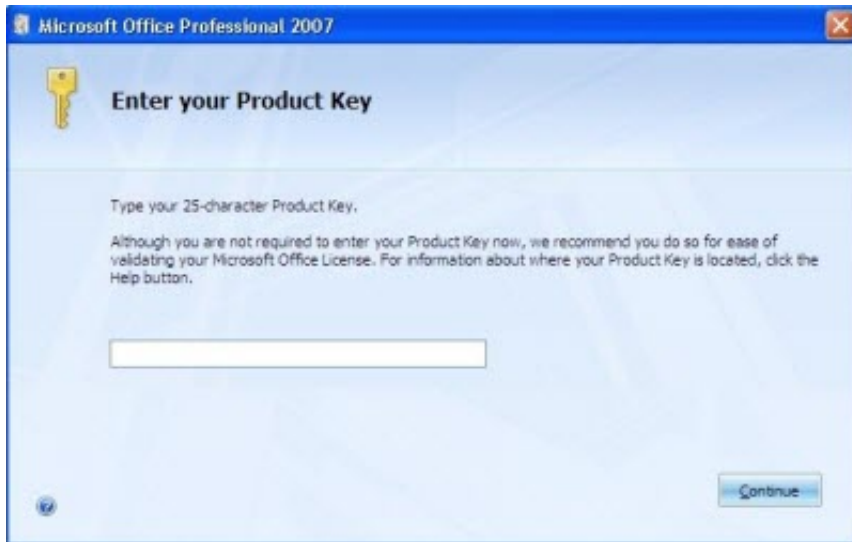 Microsoft Office Professional 2007
Enter your Product Key
Type your 25-character Product Key.
Although you are not required to enter your Product Key now, we recommend you do so for ease of
validating your Microsoft Office License. For information about where your Product Key is located, click the
Help button.
Continue